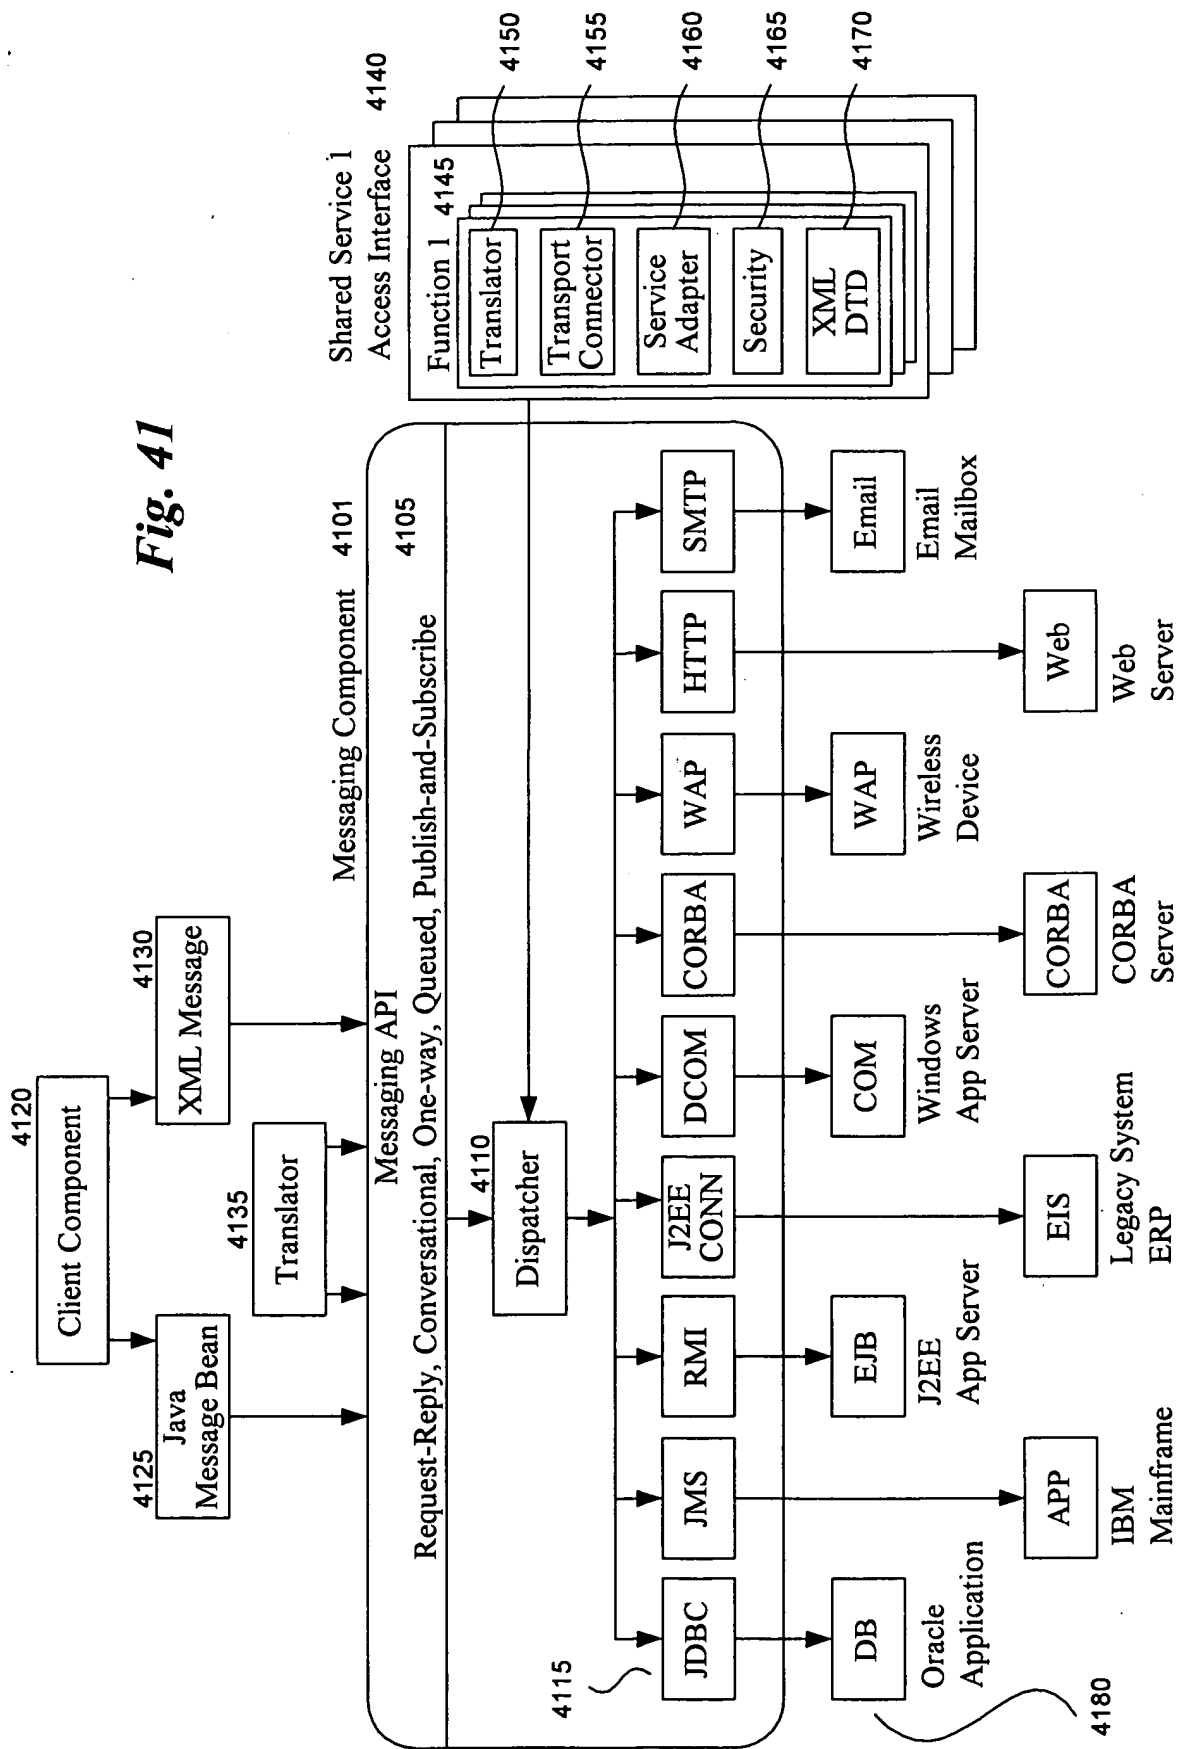 Fig. 41
4120
Client Component
4125
Java
Message Bean
4130
XML Message
4135
Translator
Messaging Component
4101
Messaging API
4105
Request-Reply, Conversational, One-way, Queued, Publish-and-Subscribe
4110
Dispatcher
Shared Service 1
Access Interface
4140
Function 1
4145
Translator
4150
Transport
Connector
4155
Service
Adapter
4160
Security
4165
XML
DTD
4170
4115
JDBC
JMS
RMI
J2EE
CONN
DCOM
CORBA
WAP
HTTP
SMTP
DB
Oracle
Application
EJB
J2EE
App Server
COM
Windows
App Server
WAP
Wireless
Device
Email
Email
Mailbox
APP
IBM
Mainframe
EIS
Legacy System
ERP
CORBA
CORBA
Server
Web
Web
Server
4180